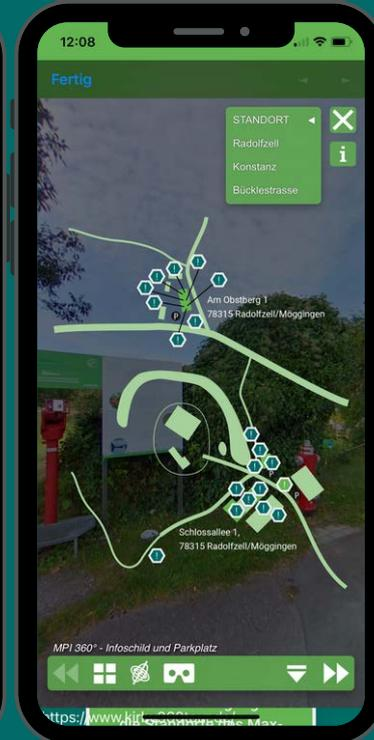 12:08
Fertig
STANDORT
Radolfzell
Konstanz
Bücklestrasse
Am Obstberg 1
78315 Radolfzell/Möggingen
P
P
P
Schlossallee 1,
78315 Radolfzell/Möggingen
MPI 360° - Infoschild und Parkplatz